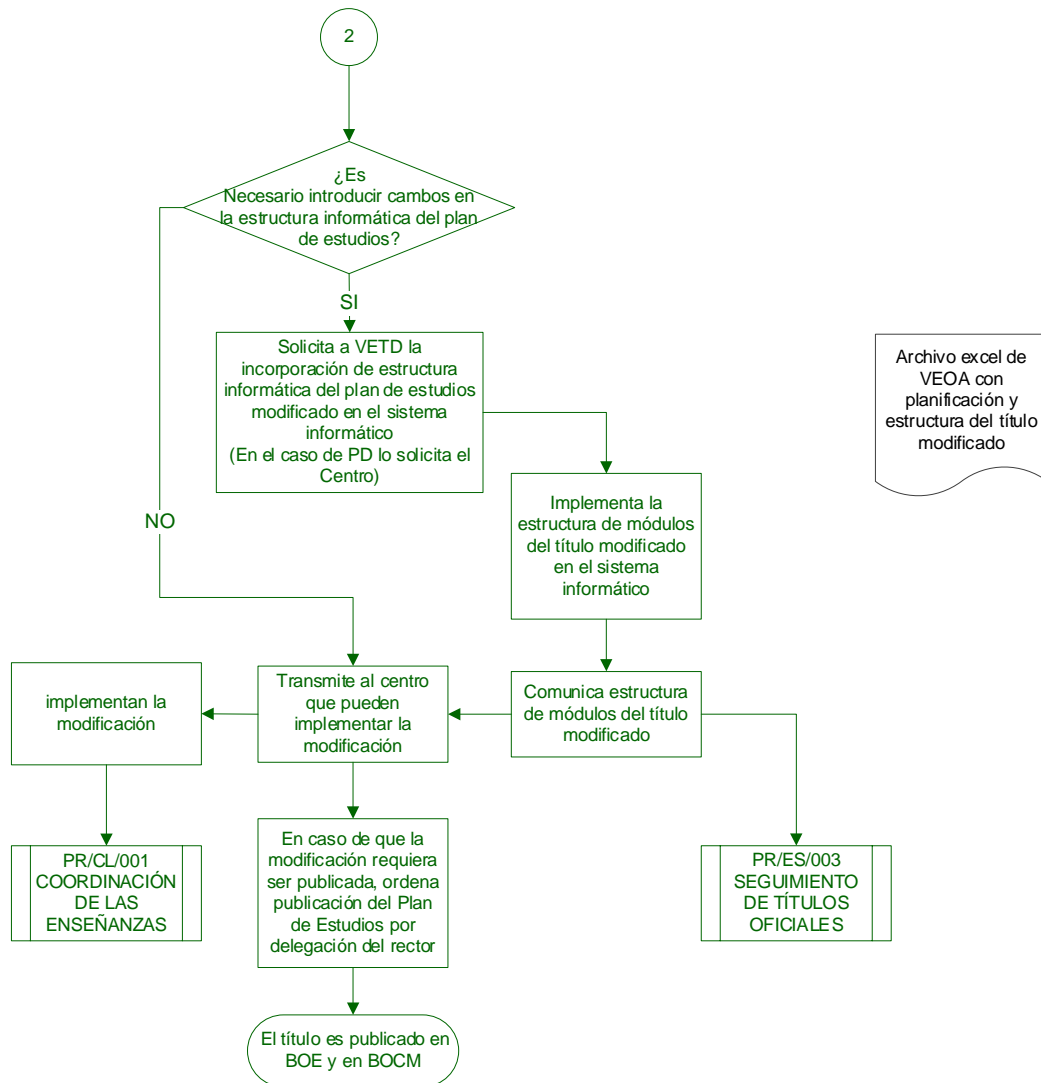 2
¿Es
Necesario introducir cambos en
la estructura informática del plan
de estudios?
SI
Solicita a VETD la
incorporación de estructura
informática del plan de estudios
modificado en el sistema
informático
(En el caso de PD lo solicita el
Centro)
Archivo excel de
VEOA con
planificación y
estructura del título
modificado
NO
Implementa la
estructura de módulos
del título modificado
en el sistema
informático
implementan la
modificación
Transmite al centro
que pueden
implementar la
modificación
Comunica estructura
de módulos del título
modificado
PR/CL/001
COORDINACIÓN
DE LAS
ENSEÑANZAS
En caso de que la
modificación requiera
ser publicada, ordena
publicación del Plan
de Estudios por
delegación del rector
PR/ES/003
SEGUIMIENTO
DE TÍTULOS
OFICIALES
El título es publicado en
BOE y en BOCM